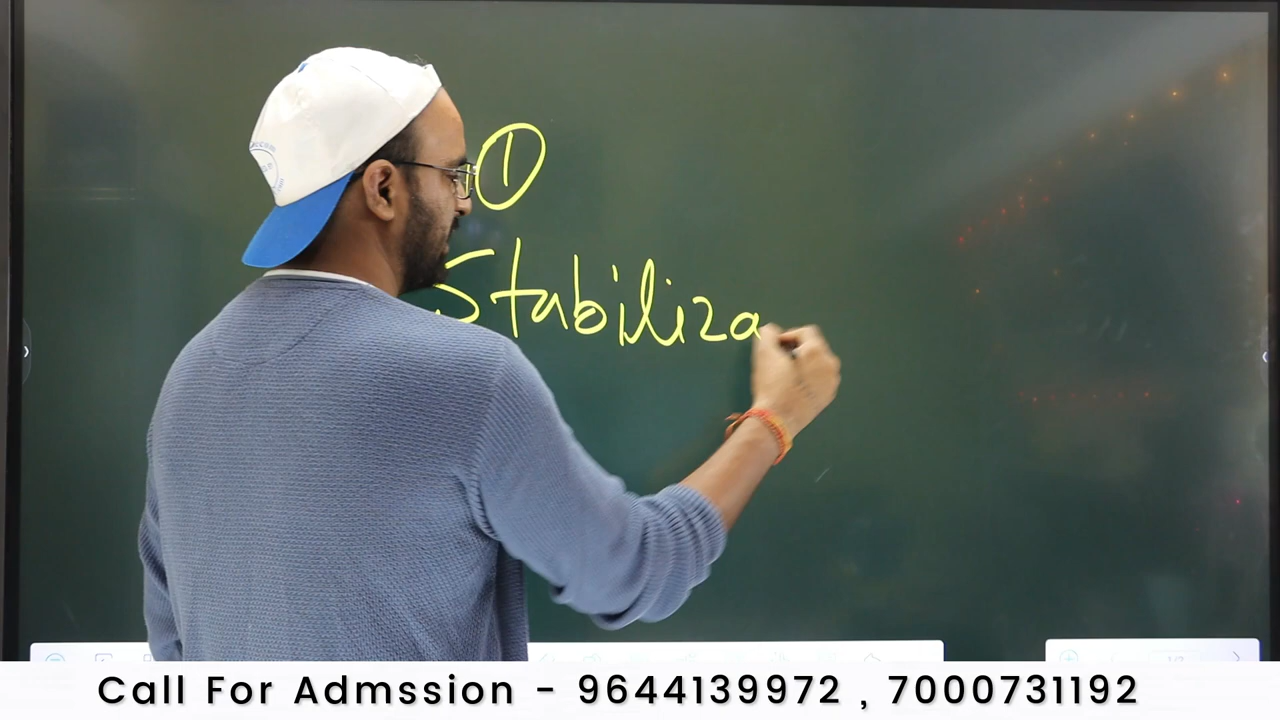 ①
Stabiliza
Call For Admssion - 9644139972 , 7000731192